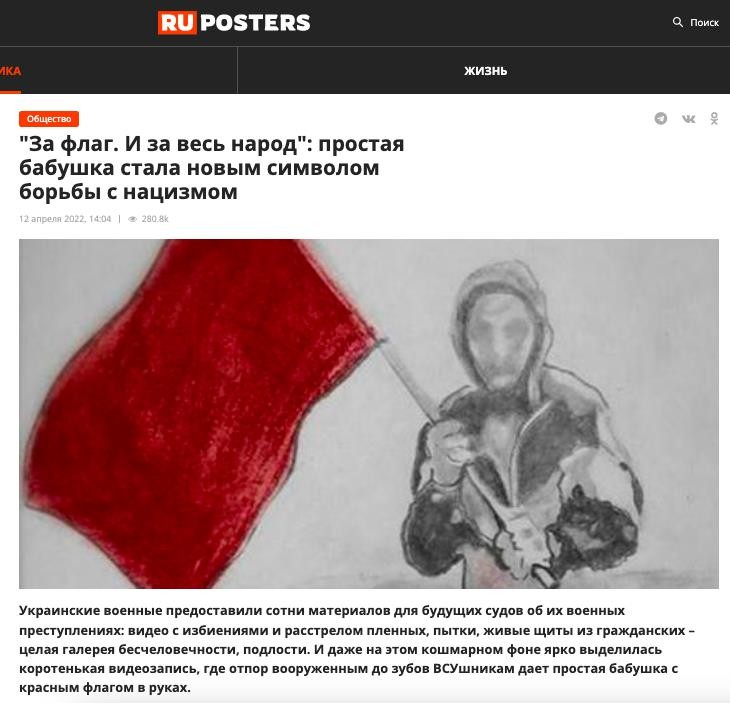 RU POSTERS
Поиск
ИКА
ЖИЗНЬ
Общество
"За флаг. И за весь народ": простая
бабушка стала новым символом
борьбы с нацизмом
12 апреля 2022, 14:04 | 280.8k
Украинские военные предоставили сотни материалов для будущих судов об их военных
преступлениях: видео с избиениями и расстрелом пленных, пытки, живые щиты из гражданских –
целая галерея бесчеловечности, подлости. И даже на этом кошмарном фоне ярко выделилась
коротенькая видеозапись, где отпор вооруженным до зубов ВСУшникам дает простая бабушка с
красным флагом в руках.